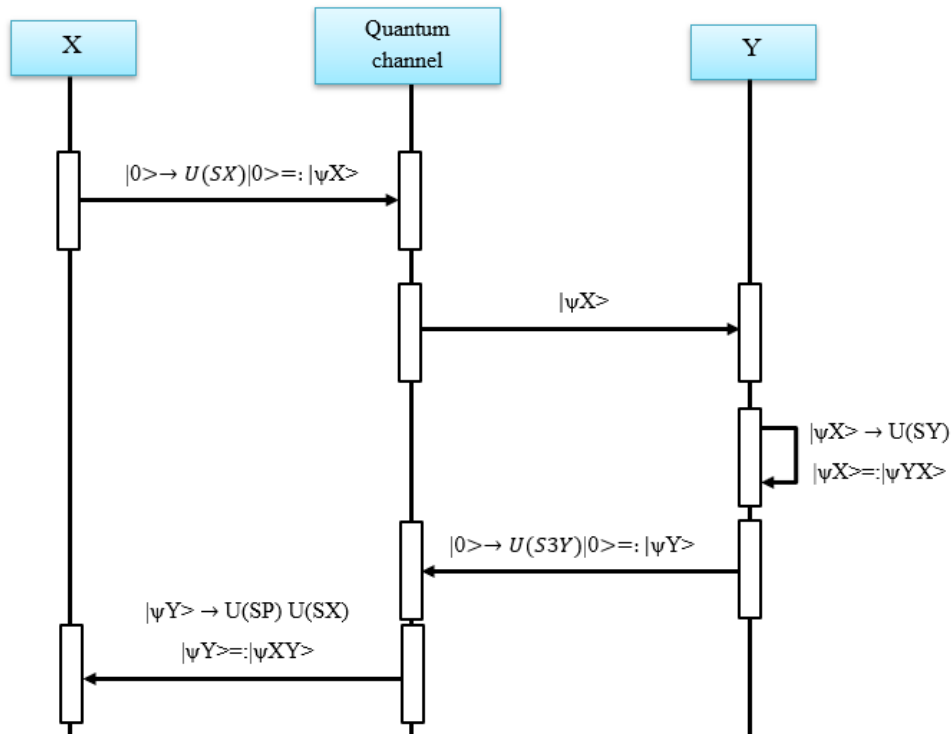 X
Quantum
channel
Y
|0>→ U(SX)|0>=: |ψX>
|ψX>
|ψX> → U(SY)
|ψX>=:|ψYX>
|0>→ U(S3Y)|0>=: |ψY>
|ψY> → U(SP) U(SX)
|ψY>=:|ψXY>